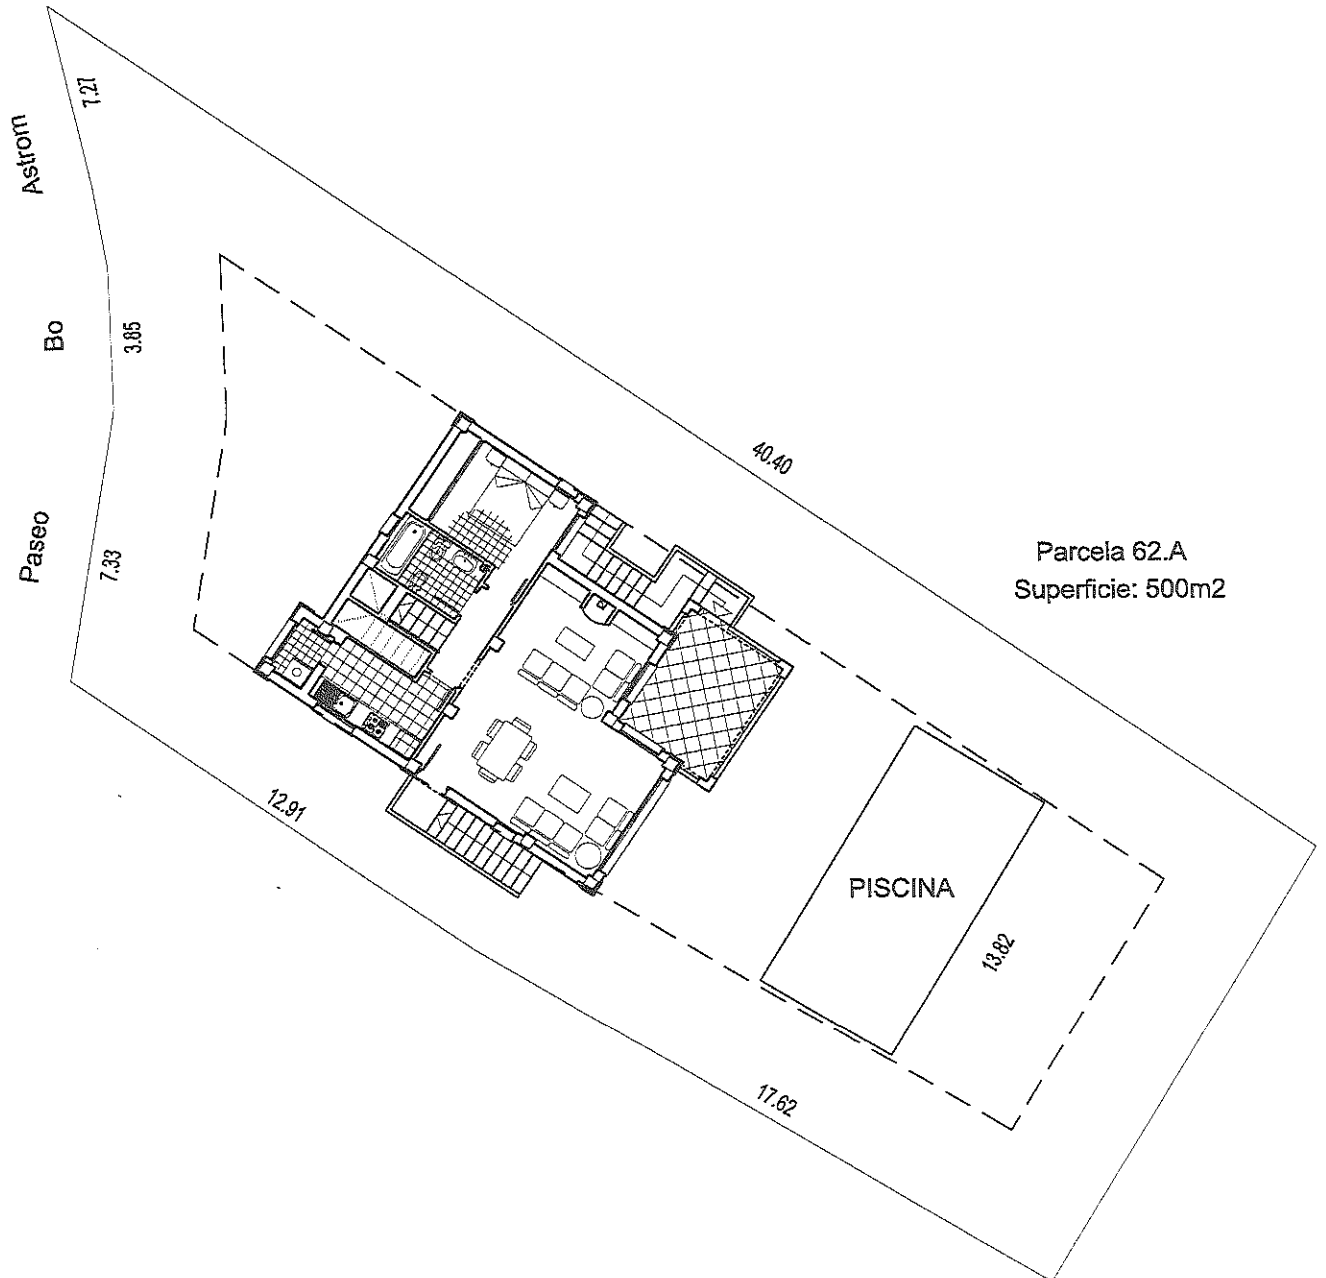 7.27
Astrom
Bo
3.85
Paseo
7.33
40.40
Parcela 62.A
Superficie: 500m2
12.91
PISCINA
13.82
17.62